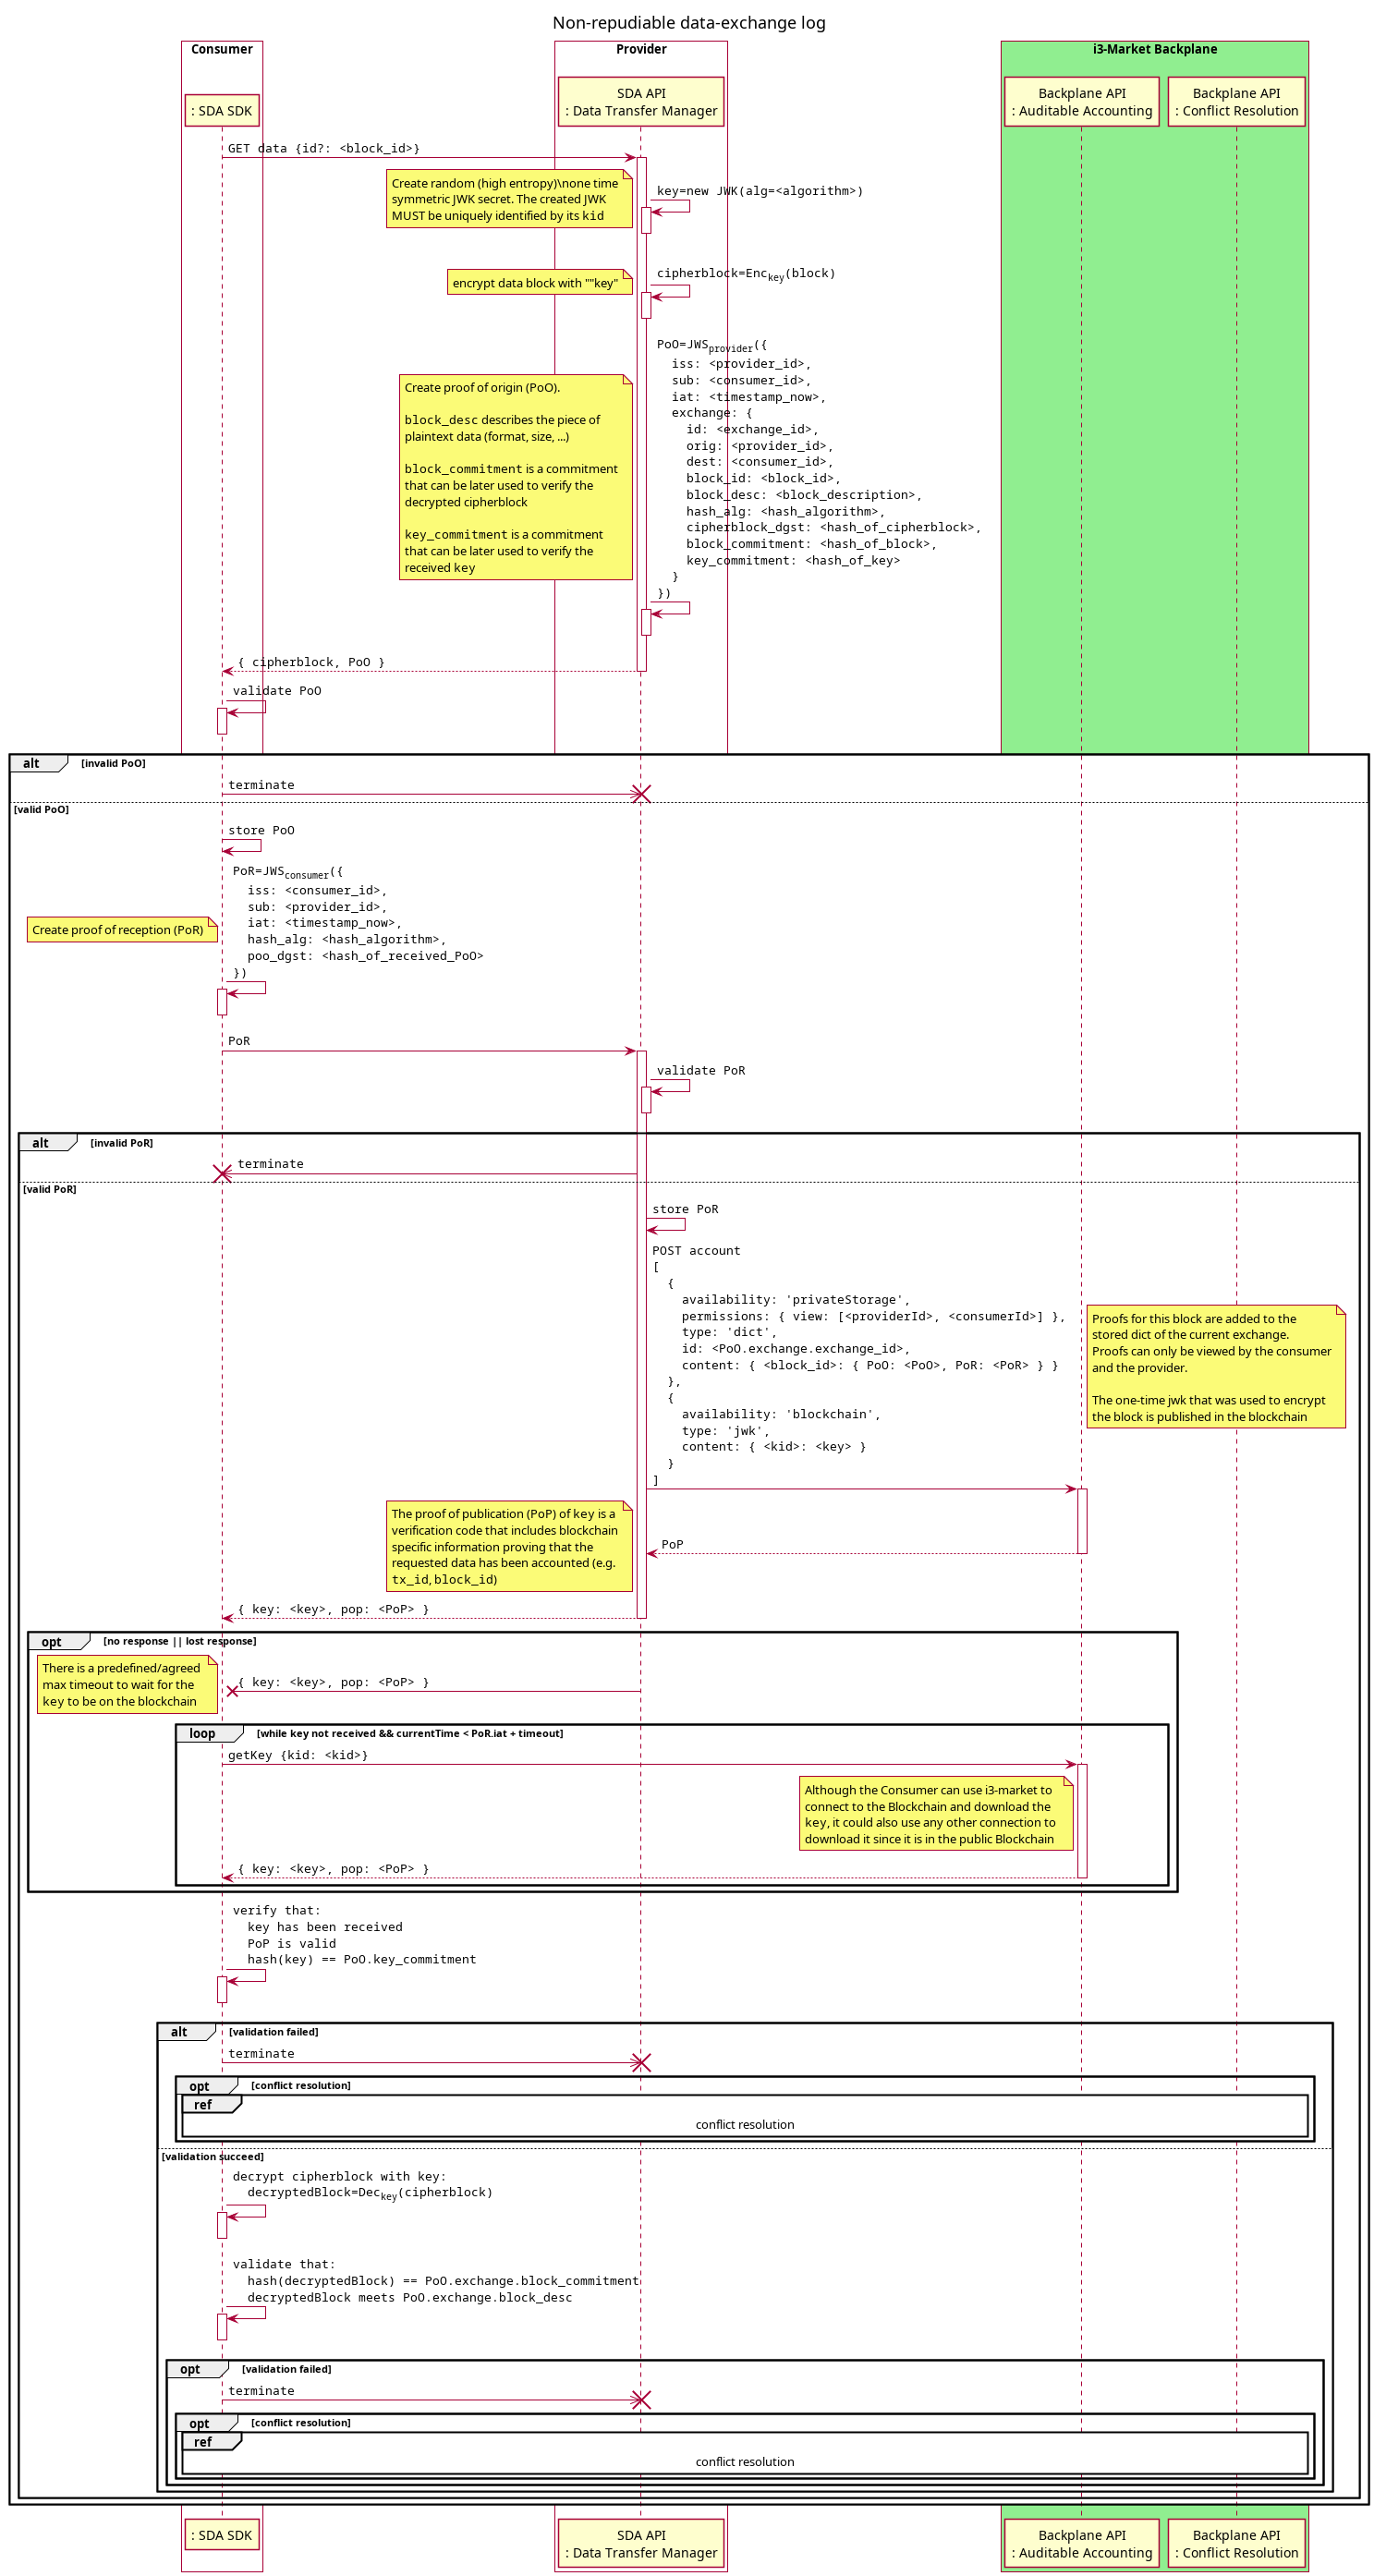 Non-repudiable data-exchange log
Consumer
Provider
i3-Market Backplane
: SDA SDK
SDA API
: Data Transfer Manager
Backplane API
: Auditable Accounting
Backplane API
: Conflict Resolution
GET data {id?: <block_id>}
Create random (high entropy)\none time
symmetric JWK secret. The created JWK
MUST be uniquely identified by its kid
key=new JWK(alg=<algorithm>)
encrypt data block with ""key"
cipherblock=Enckey(block)
Create proof of origin (PoO).
block_desc describes the piece of
plaintext data (format, size, ...)
block_commitment is a commitment
that can be later used to verify the
decrypted cipherblock
key_commitment is a commitment
that can be later used to verify the
received key
PoO=JWSprovider({
iss: <provider_id>,
sub: <consumer_id>,
iat: <timestamp_now>,
exchange: {
id: <exchange_id>,
orig: <provider_id>,
dest: <consumer_id>,
block_id: <block_id>,
block_desc: <block_description>,
hash_alg: <hash_algorithm>,
cipherblock_dgst: <hash_of_cipherblock>,
block_commitment: <hash_of_block>,
key_commitment: <hash_of_key>
}
})
{ cipherblock, PoO }
validate PoO
alt [invalid PoO]
terminate
[valid PoO]
store PoO
Create proof of reception (PoR)
PoR=JWSconsumer({
iss: <consumer_id>,
sub: <provider_id>,
iat: <timestamp_now>,
hash_alg: <hash_algorithm>,
poo_dgst: <hash_of_received_PoO>
})
PoR
validate PoR
alt [invalid PoR]
terminate
[valid PoR]
store PoR
POST account
[
{
availability: 'privateStorage',
permissions: { view: [<providerId>, <consumerId>] },
type: 'dict',
id: <PoO.exchange.exchange_id>,
content: { <block_id>: { PoO: <PoO>, PoR: <PoR> } }
},
{
availability: 'blockchain',
type: 'jwk',
content: { <kid>: <key> }
}
]
Proofs for this block are added to the
stored dict of the current exchange.
Proofs can only be viewed by the consumer
and the provider.
The one-time jwk that was used to encrypt
the block is published in the blockchain
The proof of publication (PoP) of key is a
verification code that includes blockchain
specific information proving that the
requested data has been accounted (e.g.
tx_id, block_id)
PoP
{ key: <key>, pop: <PoP> }
opt [no response || lost response]
There is a predefined/agreed
max timeout to wait for the
key to be on the blockchain
{ key: <key>, pop: <PoP> }
loop [while key not received && currentTime < PoR.iat + timeout]
getKey {kid: <kid>}
Although the Consumer can use i3-market to
connect to the Blockchain and download the
key, it could also use any other connection to
download it since it is in the public Blockchain
{ key: <key>, pop: <PoP> }
verify that:
key has been received
PoP is valid
hash(key) == PoO.key_commitment
alt [validation failed]
terminate
opt [conflict resolution]
ref
conflict resolution
[validation succeed]
decrypt cipherblock with key:
decryptedBlock=Deckey(cipherblock)
validate that:
hash(decryptedBlock) == PoO.exchange.block_commitment
decryptedBlock meets PoO.exchange.block_desc
opt [validation failed]
terminate
opt [conflict resolution]
ref
conflict resolution
: SDA SDK
SDA API
: Data Transfer Manager
Backplane API
: Auditable Accounting
Backplane API
: Conflict Resolution